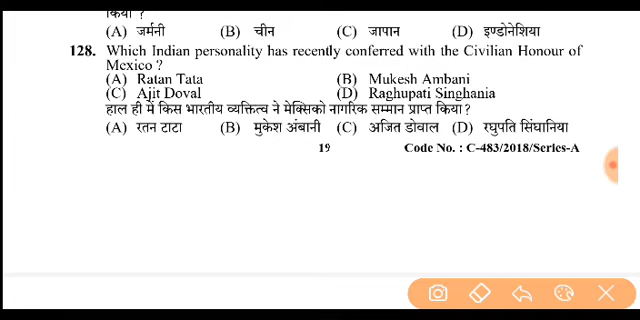 किया ?
(A) जर्मनी (B) चीन (C) जापान (D) इण्डोनेशिया
128. Which Indian personality has recently conferred with the Civilian Honour of
Mexico ?
(A) Ratan Tata (B) Mukesh Ambani
(C) Ajit Doval (D) Raghupati Singhania
हाल ही में किस भारतीय व्यक्तित्व ने मेक्सिको नागरिक सम्मान प्राप्त किया?
(A) रतन टाटा (B) मुकेश अंबानी (C) अजित डोवाल (D) रघुपति सिंघानिया
19 Code No. : C-483/2018/Series-A